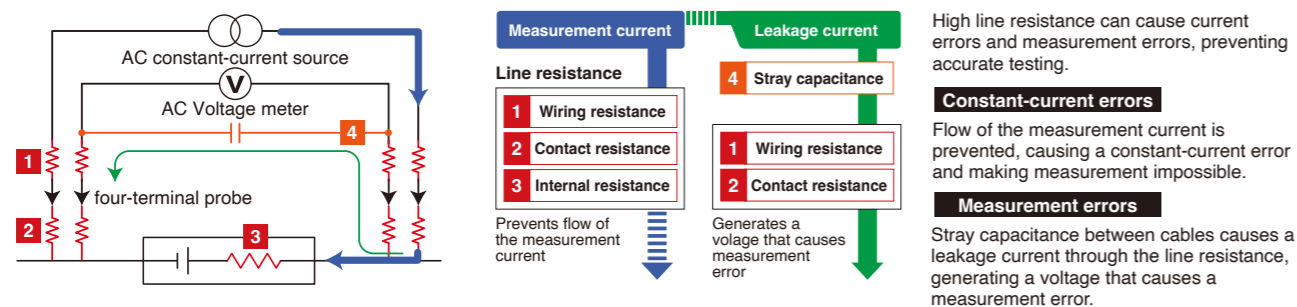 AC constant-current source
V
AC Voltage meter
4
1
four-terminal probe
2
3
Measurement current
Leakage current
Line resistance
1 Wiring resistance
2 Contact resistance
3 Internal resistance
Prevents flow of
the measurement
current
4 Stray capacitance
1 Wiring resistance
2 Contact resistance
Generates a
volage that causes
measurement
error
High line resistance can cause current
errors and measurement errors, preventing
accurate testing.
Constant-current errors
Flow of the measurement current is
prevented, causing a constant-current error
and making measurement impossible.
Measurement errors
Stray capacitance between cables causes a
leakage current through the line resistance,
generating a voltage that causes a
measurement error.